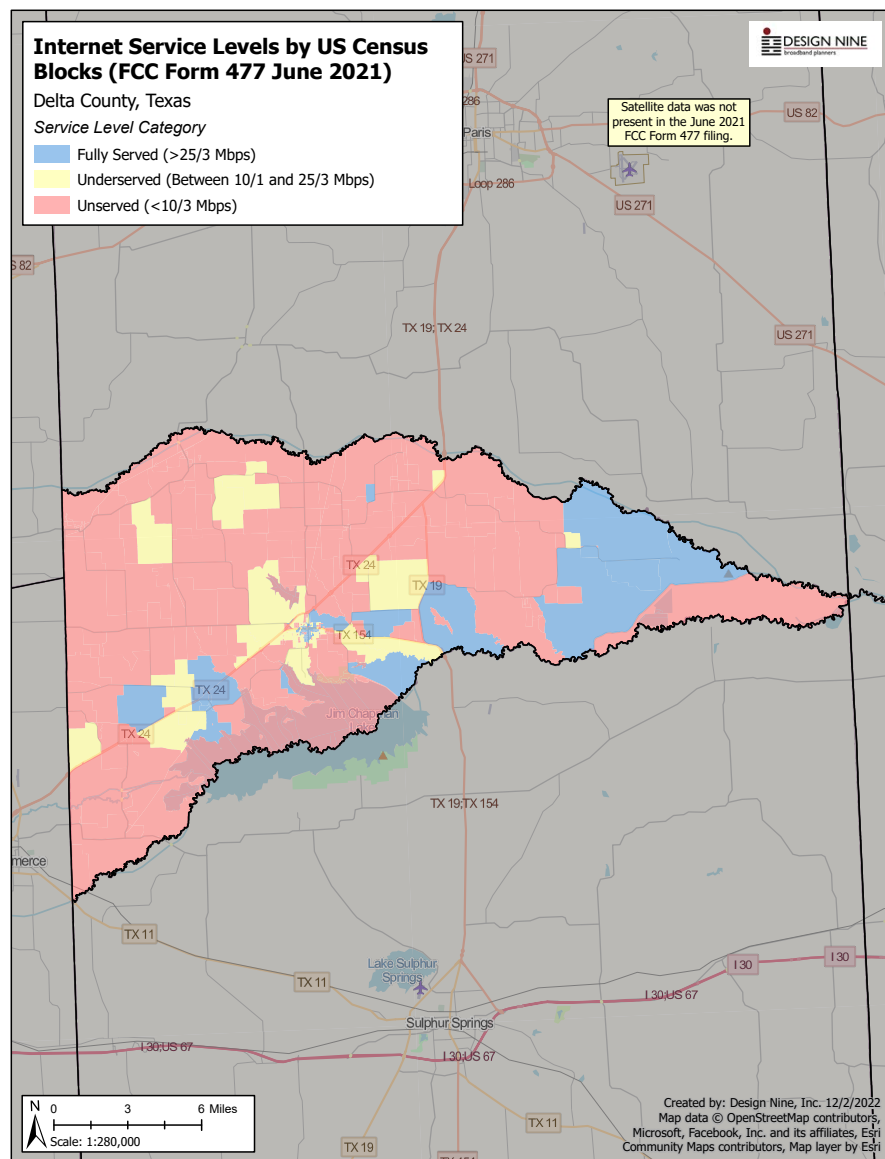 Internet Service Levels by US Census
Blocks (FCC Form 477 June 2021)
Delta County, Texas
Service Level Category
Fully Served (>25/3 Mbps)
Underserved (Between 10/1 and 25/3 Mbps)
Unserved (<10/3 Mbps)
DESIGN NINE
broadband planners
US 271
286
Paris
Loop 286
Satellite data was not
present in the June 2021
FCC Form 477 filing.
US 82
US 271
S 82
TX 19; TX 24
US 271
TX 24
TX 19
TX 154
TX 24
TX 24
Jim Chapman
Lake
TX 19;TX 154
merce
TX 11
TX 11
Lake Sulphur
Springs
I 30
I 30
I 30;US 67
Sulphur Springs
I 30;US 67
I 30;US 67
TX 11
TX 19
TX 154
N
0 3 6 Miles
Scale: 1:280,000
Created by: Design Nine, Inc. 12/2/2022
Map data © OpenStreetMap contributors,
Microsoft, Facebook, Inc. and its affiliates, Esri
Community Maps contributors, Map layer by Esri